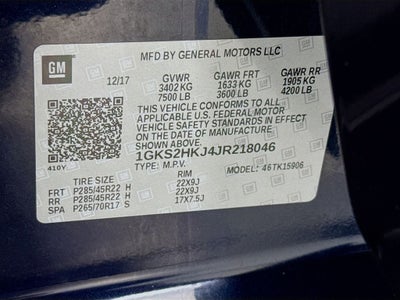 GM
MFD BY GENERAL MOTORS LLC
12/17 GVWR GAWR FRT GAWR RR
3402 KG 1633 KG 1905 KG
7500 LB 3600 LB 4200 LB
THIS VEHICLE CONFORMS TO ALL
APPLICABLE U.S. FEDERAL MOTOR
VEHICLE SAFETY STANDARDS IN
EFFECT ON THE DATE OF
MANUFACTURE SHOWN ABOVE.
1GKS2HKJ4JR218046
410Y TYPE: M.P.V. MODEL: 46TK15906
TIRE SIZE RIM
FRT P285/45R22 H 22X9J
RR P285/45R22 H 22X9J
SPA P265/70R17 S 17X7.5J